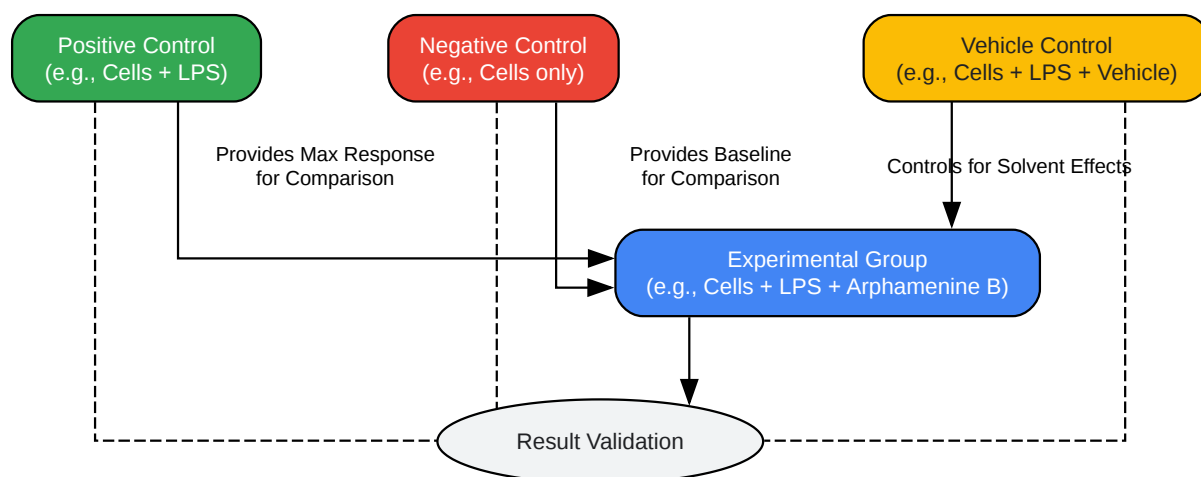 Positive Control
(e.g., Cells + LPS)
Negative Control
(e.g., Cells only)
Vehicle Control
(e.g., Cells + LPS + Vehicle)
Provides Max Response
for Comparison
Provides Baseline
for Comparison
Controls for Solvent Effects
Experimental Group
(e.g., Cells + LPS + Arphamenine B)
Result Validation